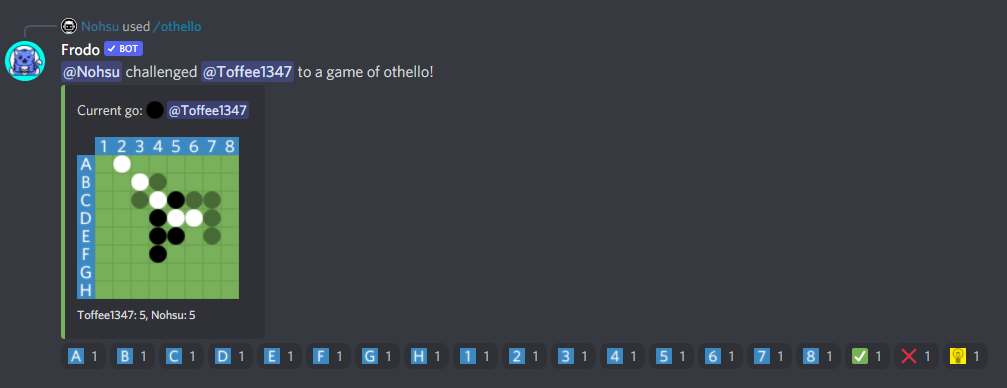 Nohsu used /othello
Frodo ✓ BOT
@Nohsu challenged @Toffee1347 to a game of othello!
Current go: @Toffee1347
1 2 3 4 5 6 7 8
A
B
C
D
E
F
G
H
Toffee1347: 5, Nohsu: 5
A 1 B 1 C 1 D 1 E 1 F 1 G 1 H 1 1 1 2 1 3 1 4 1 5 1 6 1 7 1 8 1 ✅ 1 ❌ 1 💡 1